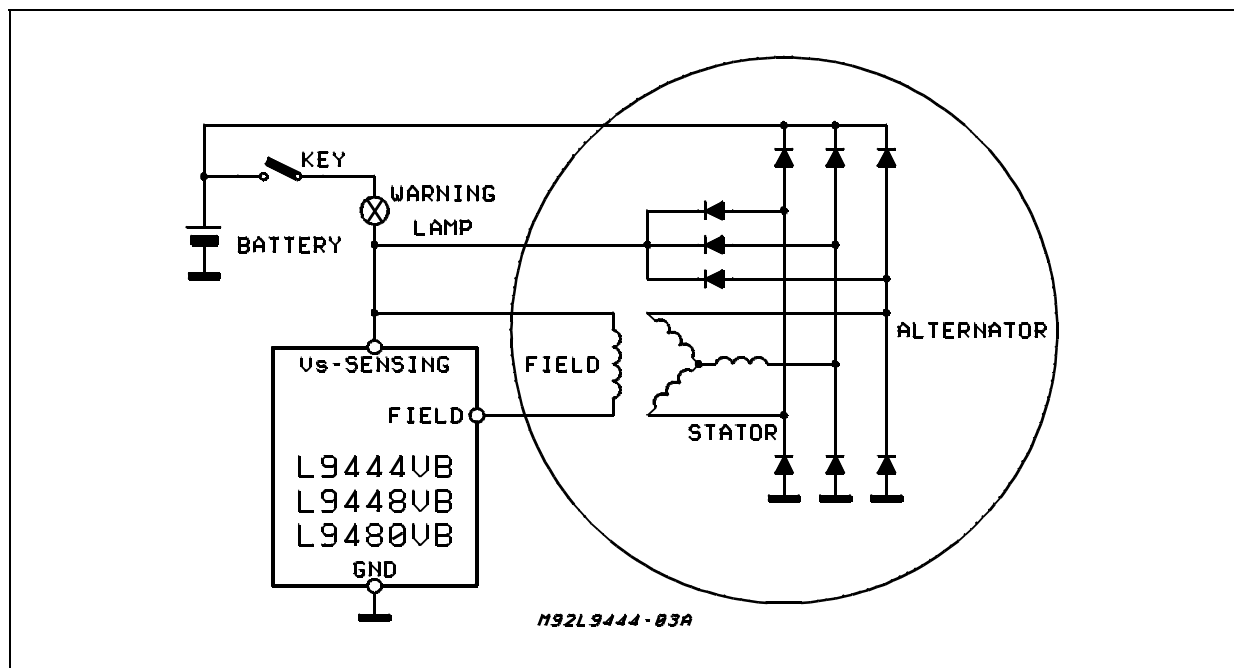 KEY
WARNING
LAMP
BATTERY
ALTERNATOR
Vs-SENSING
FIELD
FIELD
STATOR
L9444VB
L9448VB
L9480VB
GND
M92L9444-03A